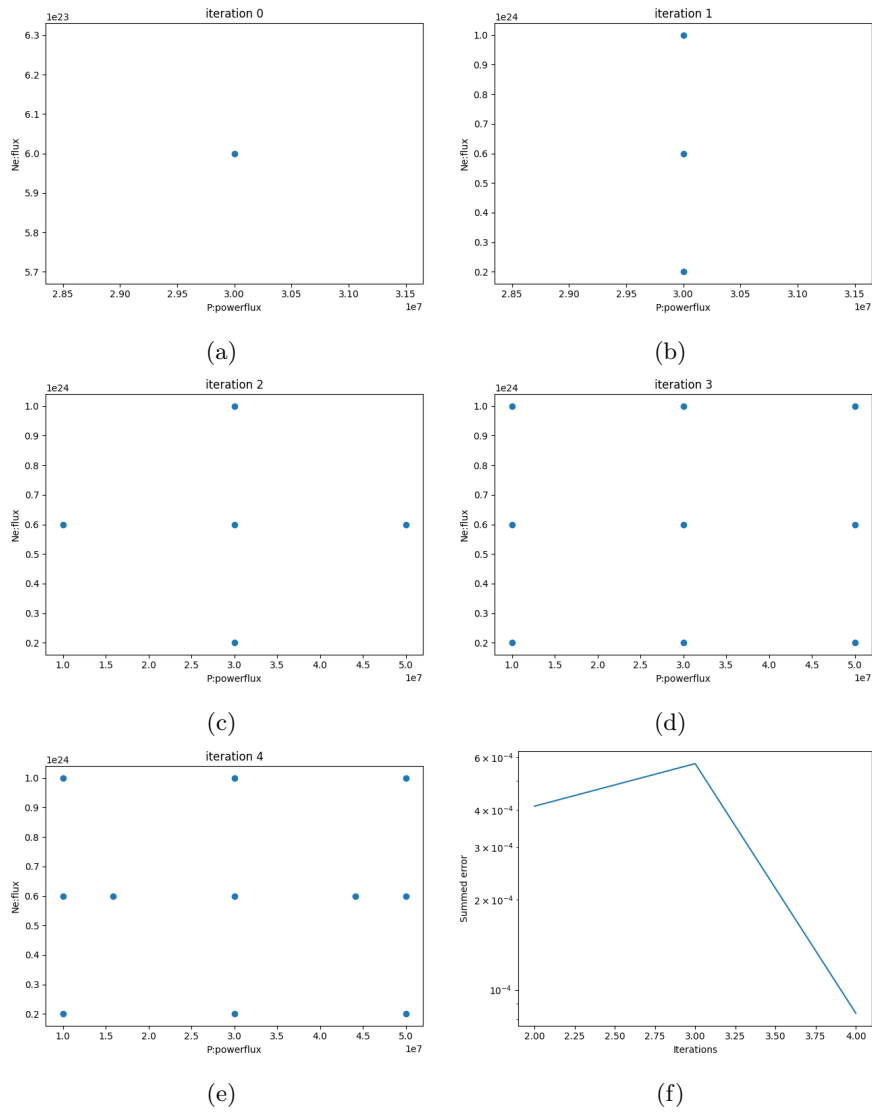 iteration 0
1e23
6.3
6.2
6.1
6.0
5.9
5.8
5.7
Ne:flux
2.85 2.90 2.95 3.00 3.05 3.10 3.15
P:powerflux
1e7
(a)
iteration 1
1e24
1.0
0.9
0.8
0.7
0.6
0.5
0.4
0.3
0.2
Ne:flux
2.85 2.90 2.95 3.00 3.05 3.10 3.15
P:powerflux
1e7
(b)
iteration 2
1e24
1.0
0.9
0.8
0.7
0.6
0.5
0.4
0.3
0.2
Ne:flux
1.0 1.5 2.0 2.5 3.0 3.5 4.0 4.5 5.0
P:powerflux
1e7
(c)
iteration 3
1e24
1.0
0.9
0.8
0.7
0.6
0.5
0.4
0.3
0.2
Ne:flux
1.0 1.5 2.0 2.5 3.0 3.5 4.0 4.5 5.0
P:powerflux
1e7
(d)
iteration 4
1e24
1.0
0.9
0.8
0.7
0.6
0.5
0.4
0.3
0.2
Ne:flux
1.0 1.5 2.0 2.5 3.0 3.5 4.0 4.5 5.0
P:powerflux
1e7
(e)
6 × 10⁻⁴
4 × 10⁻⁴
3 × 10⁻⁴
2 × 10⁻⁴
10⁻⁴
Summed error
2.00 2.25 2.50 2.75 3.00 3.25 3.50 3.75 4.00
Iterations
(f)